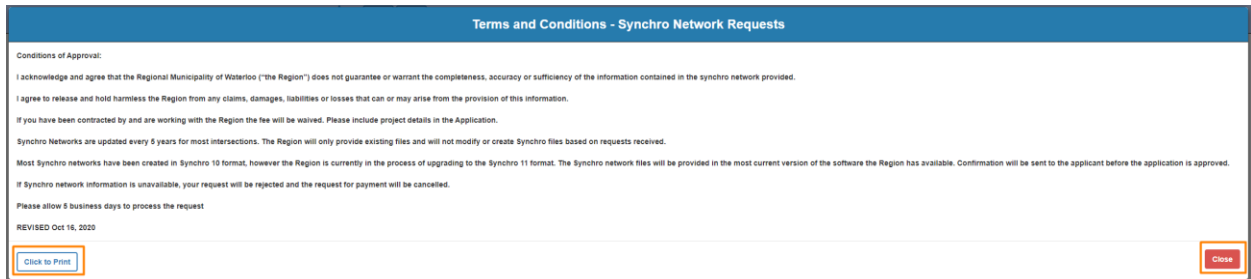 Terms and Conditions - Synchro Network Requests
Conditions of Approval:
I acknowledge and agree that the Regional Municipality of Waterloo ("the Region") does not guarantee or warrant the completeness, accuracy or sufficiency of the information contained in the synchro network provided.
I agree to release and hold harmless the Region from any claims, damages, liabilities or losses that can or may arise from the provision of this information.
If you have been contracted by and are working with the Region the fee will be waived. Please include project details in the Application.
Synchro Networks are updated every 5 years for most intersections. The Region will only provide existing files and will not modify or create Synchro files based on requests received.
Most Synchro networks have been created in Synchro 10 format, however the Region is currently in the process of upgrading to the Synchro 11 format. The Synchro network files will be provided in the most current version of the software the Region has available. Confirmation will be sent to the applicant before the application is approved.
If Synchro network information is unavailable, your request will be rejected and the request for payment will be cancelled.
Please allow 5 business days to process the request
REVISED Oct 16, 2020
Click to Print
Close